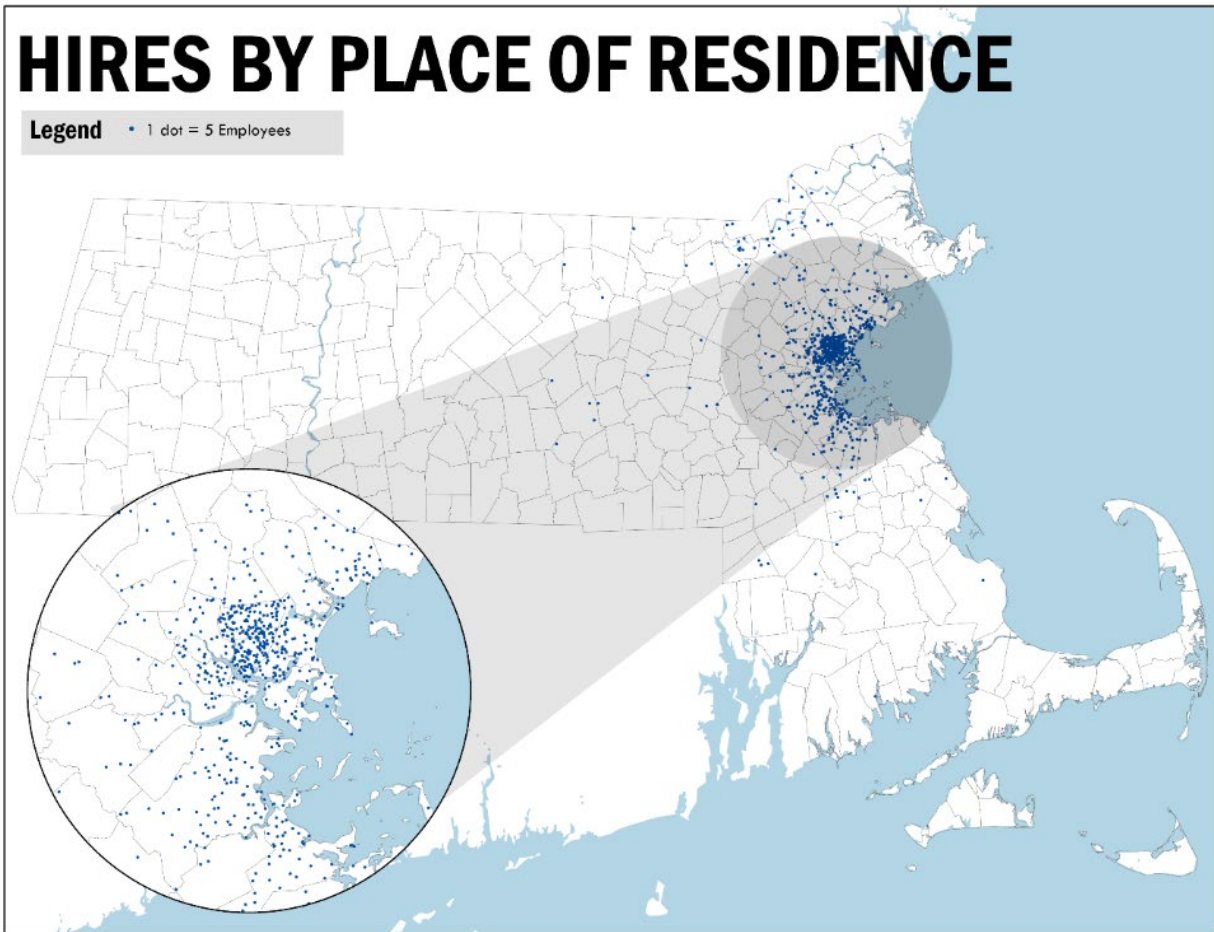 HIRES BY PLACE OF RESIDENCE
Legend • 1 dot = 5 Employees